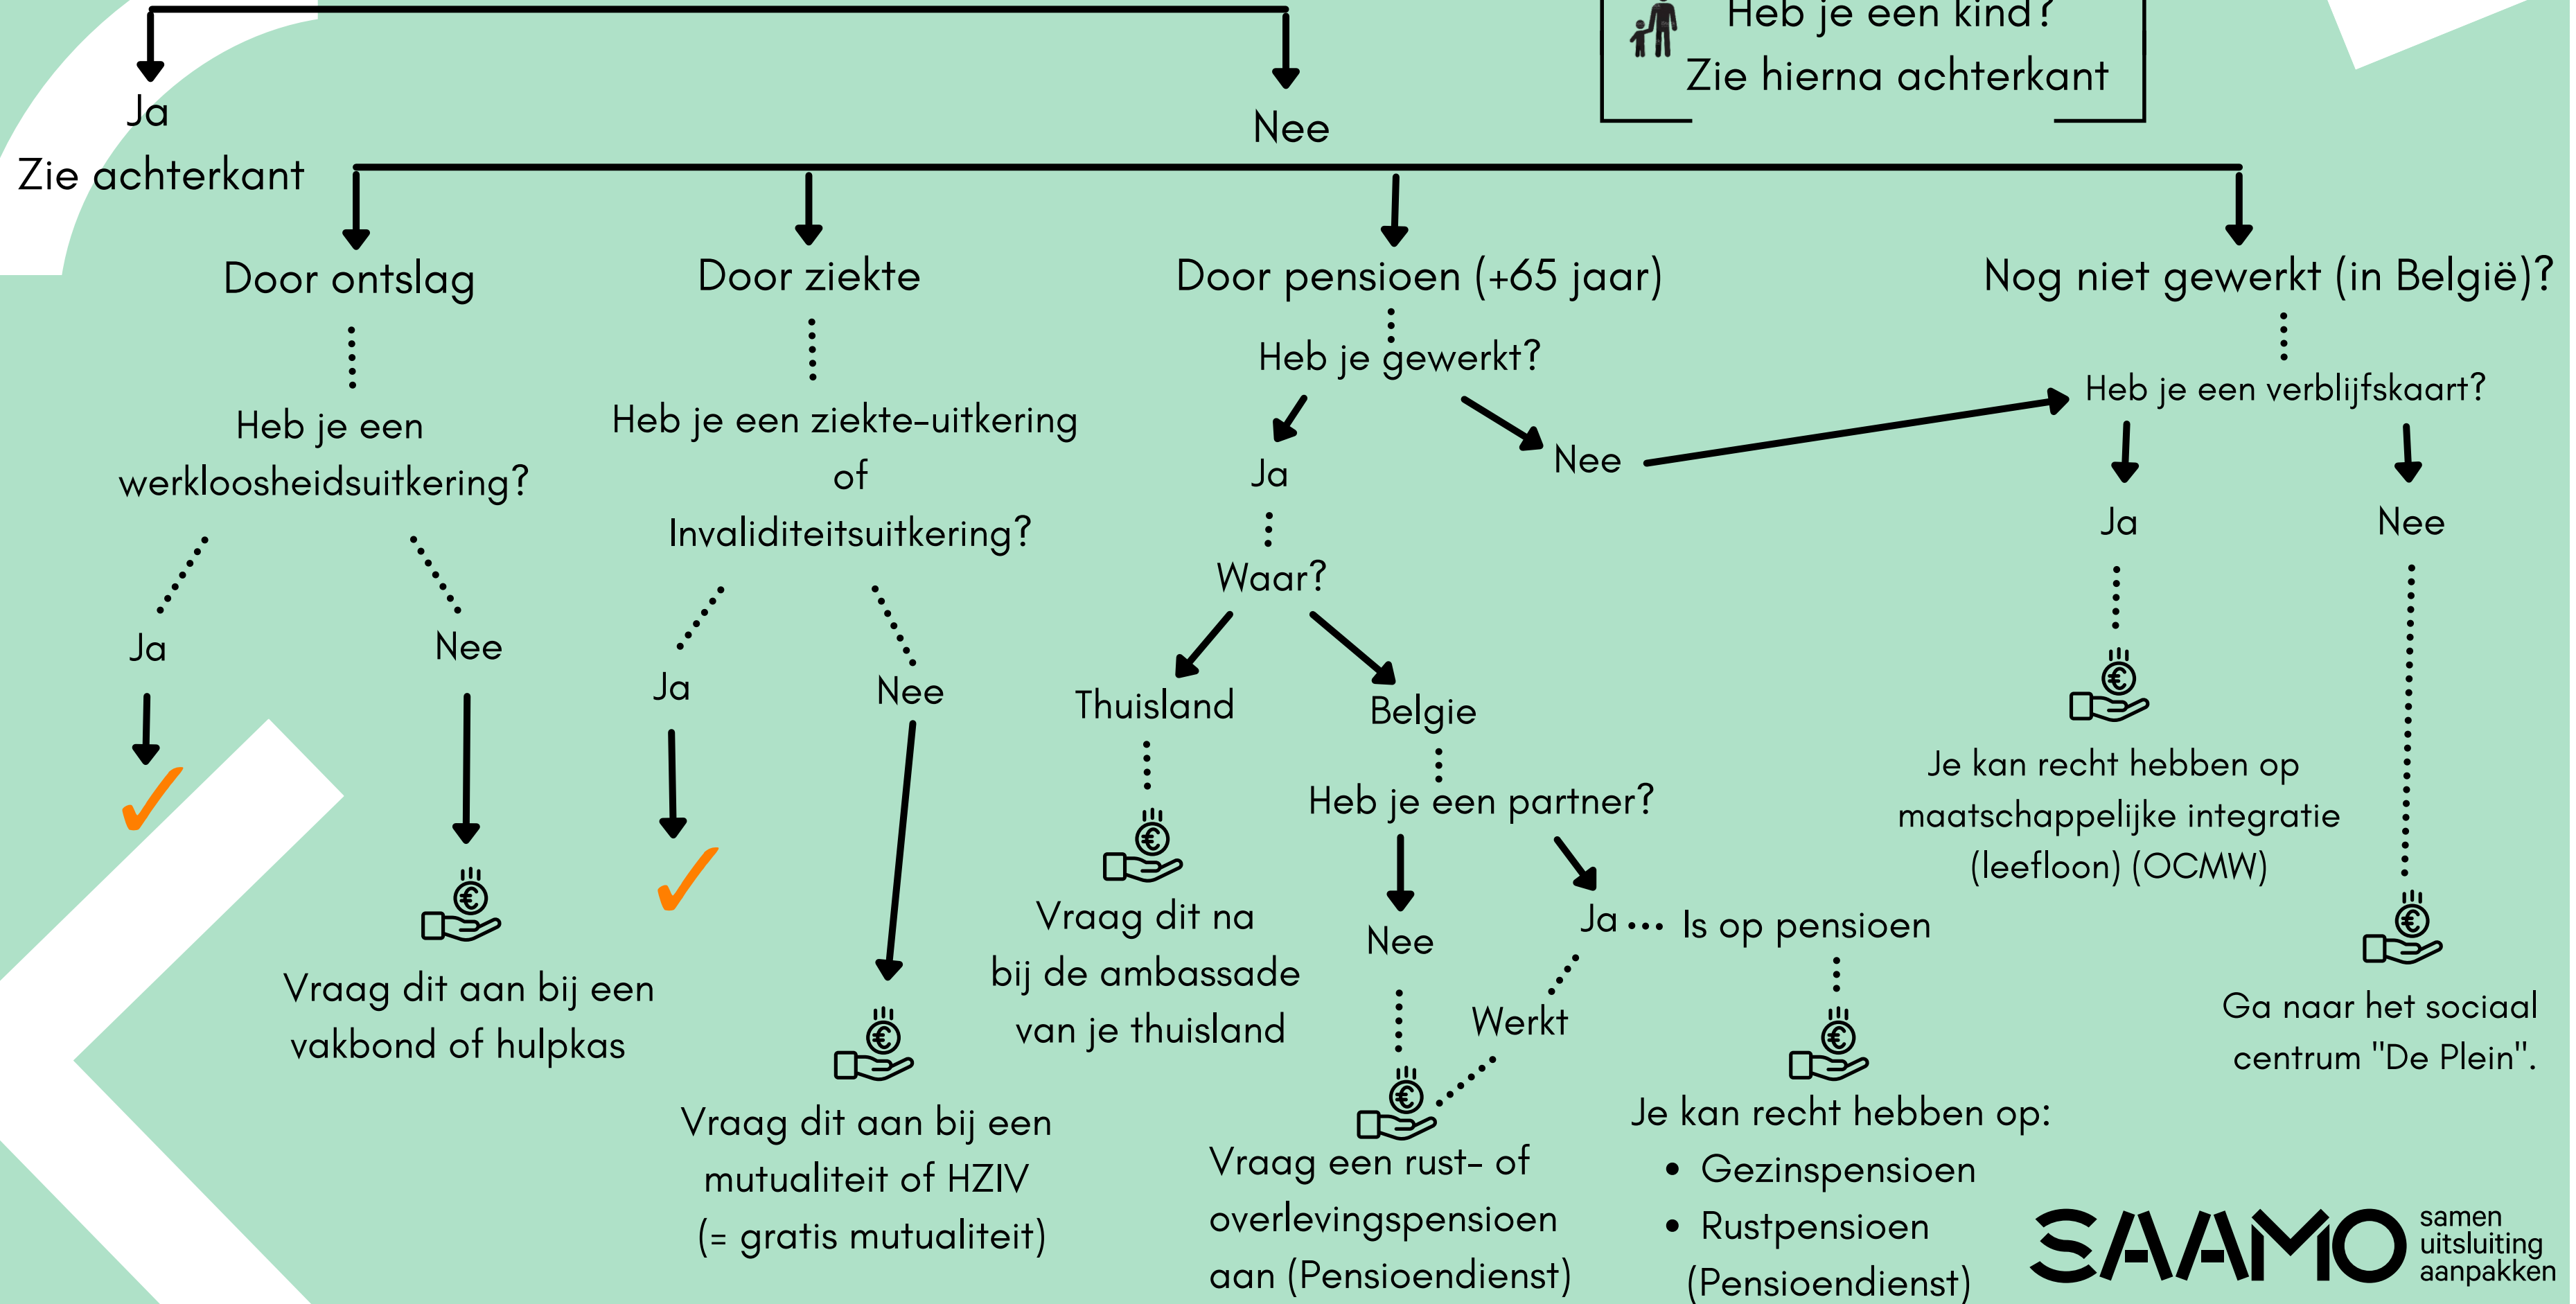 Heb je een kind?
Zie hierna achterkant
Ja
Zie achterkant
Nee
Door ontslag
Heb je een
werkloosheidsuitkering?
Ja
Nee
Vraag dit aan bij een
vakbond of hulpkas
Door ziekte
Heb je een ziekte-uitkering
of
Invaliditeitsuitkering?
Ja
Nee
Vraag dit aan bij een
mutualiteit of HZIV
(= gratis mutualiteit)
Door pensioen (+65 jaar)
Heb je gewerkt?
Ja
Nee
Waar?
Thuisland
Belgie
Vraag dit na
bij de ambassade
van je thuisland
Heb je een partner?
Nee
Ja
Is op pensioen
Werkt
Vraag een rust- of
overlevingspensioen
aan (Pensioendienst)
Je kan recht hebben op:
• Gezinspensioen
• Rustpensioen
(Pensioendienst)
Nog niet gewerkt (in België)?
Heb je een verblijfskaart?
Ja
Nee
Je kan recht hebben op
maatschappelijke integratie
(leefloon) (OCMW)
Ga naar het sociaal
centrum "De Plein".
SAAMO
samen
uitsluiting
aanpakken